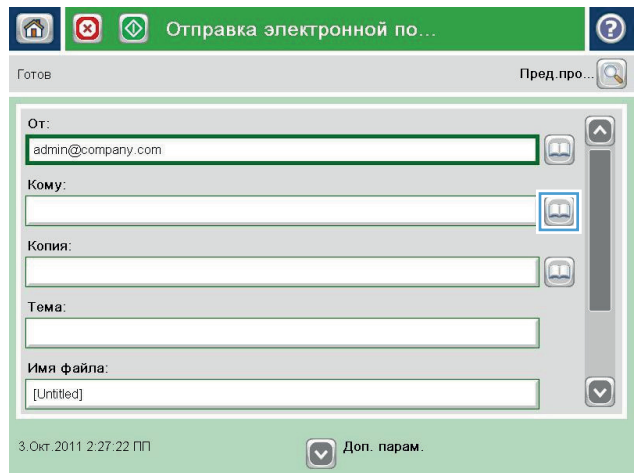 Отправка электронной по...
Готов
Пред.про...
От:
admin@company.com
Кому:
Копия:
Тема:
Имя файла:
[Untitled]
3.Окт.2011 2:27:22 ПП
Доп. парам.